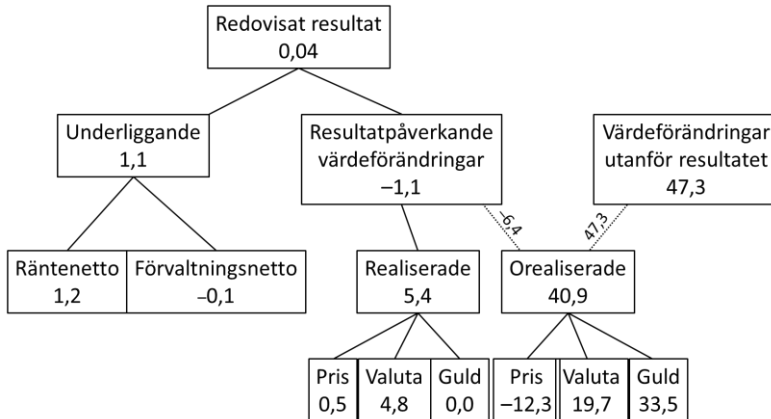 Redovisat resultat
0,04
Underliggande
1,1
Resultatpåverkande
värdeförändringar
–1,1
Värdeförändringar
utanför resultatet
47,3
–6,4
47,3
Räntenetto
1,2
Förvaltningsnetto
–0,1
Realiserade
5,4
Orealiserade
40,9
Pris
0,5
Valuta
4,8
Guld
0,0
Pris
–12,3
Valuta
19,7
Guld
33,5